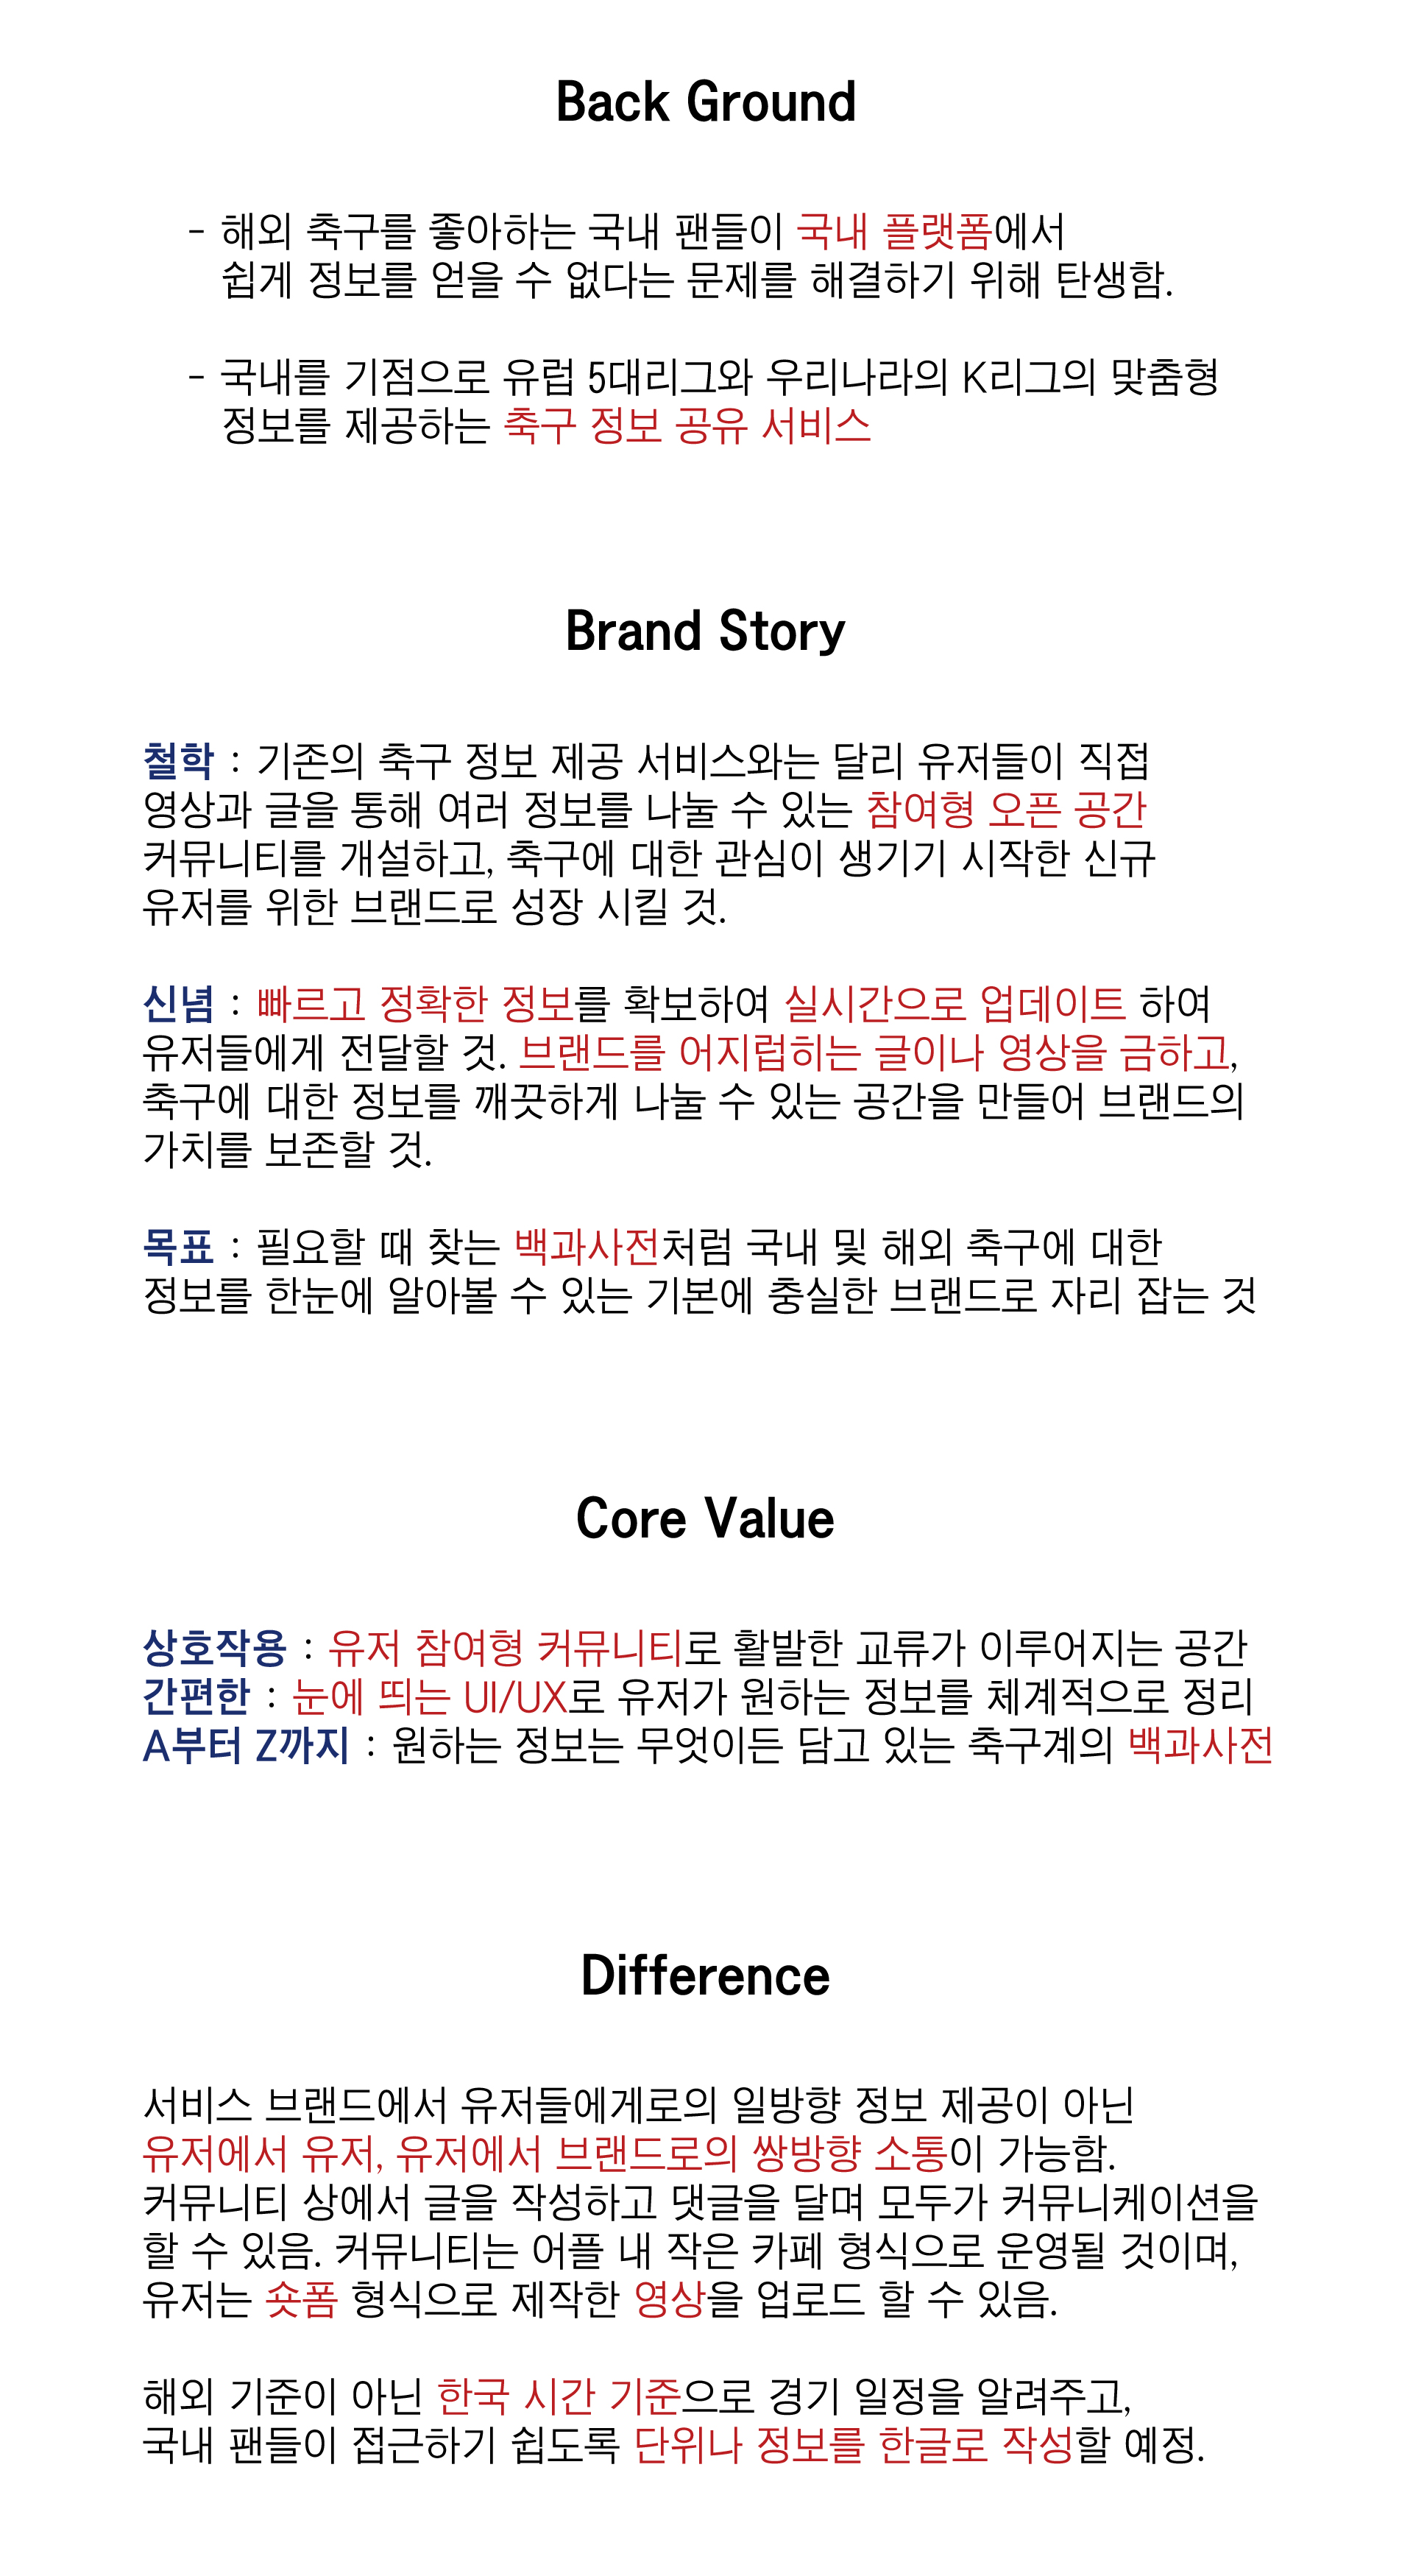 Back Ground
- 해외 축구를 좋아하는 국내 팬들이 국내 플랫폼에서
쉽게 정보를 얻을 수 없다는 문제를 해결하기 위해 탄생함.
- 국내를 기점으로 유럽 5대리그와 우리나라의 K리그의 맞춤형
정보를 제공하는 축구 정보 공유 서비스
Brand Story
철학 : 기존의 축구 정보 제공 서비스와는 달리 유저들이 직접
영상과 글을 통해 여러 정보를 나눌 수 있는 참여형 오픈 공간
커뮤니티를 개설하고, 축구에 대한 관심이 생기기 시작한 신규
유저를 위한 브랜드로 성장 시킬 것.
신념 : 빠르고 정확한 정보를 확보하여 실시간으로 업데이트 하여
유저들에게 전달할 것. 브랜드를 어지럽히는 글이나 영상을 금하고,
축구에 대한 정보를 깨끗하게 나눌 수 있는 공간을 만들어 브랜드의
가치를 보존할 것.
목표 : 필요할 때 찾는 백과사전처럼 국내 및 해외 축구에 대한
정보를 한눈에 알아볼 수 있는 기본에 충실한 브랜드로 자리 잡는 것
Core Value
상호작용 : 유저 참여형 커뮤니티로 활발한 교류가 이루어지는 공간
간편한 : 눈에 띄는 UI/UX로 유저가 원하는 정보를 체계적으로 정리
A부터 Z까지 : 원하는 정보는 무엇이든 담고 있는 축구계의 백과사전
Difference
서비스 브랜드에서 유저들에게로의 일방향 정보 제공이 아닌
유저에서 유저, 유저에서 브랜드로의 쌍방향 소통이 가능함.
커뮤니티 상에서 글을 작성하고 댓글을 달며 모두가 커뮤니케이션을
할 수 있음. 커뮤니티는 어플 내 작은 카페 형식으로 운영될 것이며,
유저는 숏폼 형식으로 제작한 영상을 업로드 할 수 있음.
해외 기준이 아닌 한국 시간 기준으로 경기 일정을 알려주고,
국내 팬들이 접근하기 쉽도록 단위나 정보를 한글로 작성할 예정.